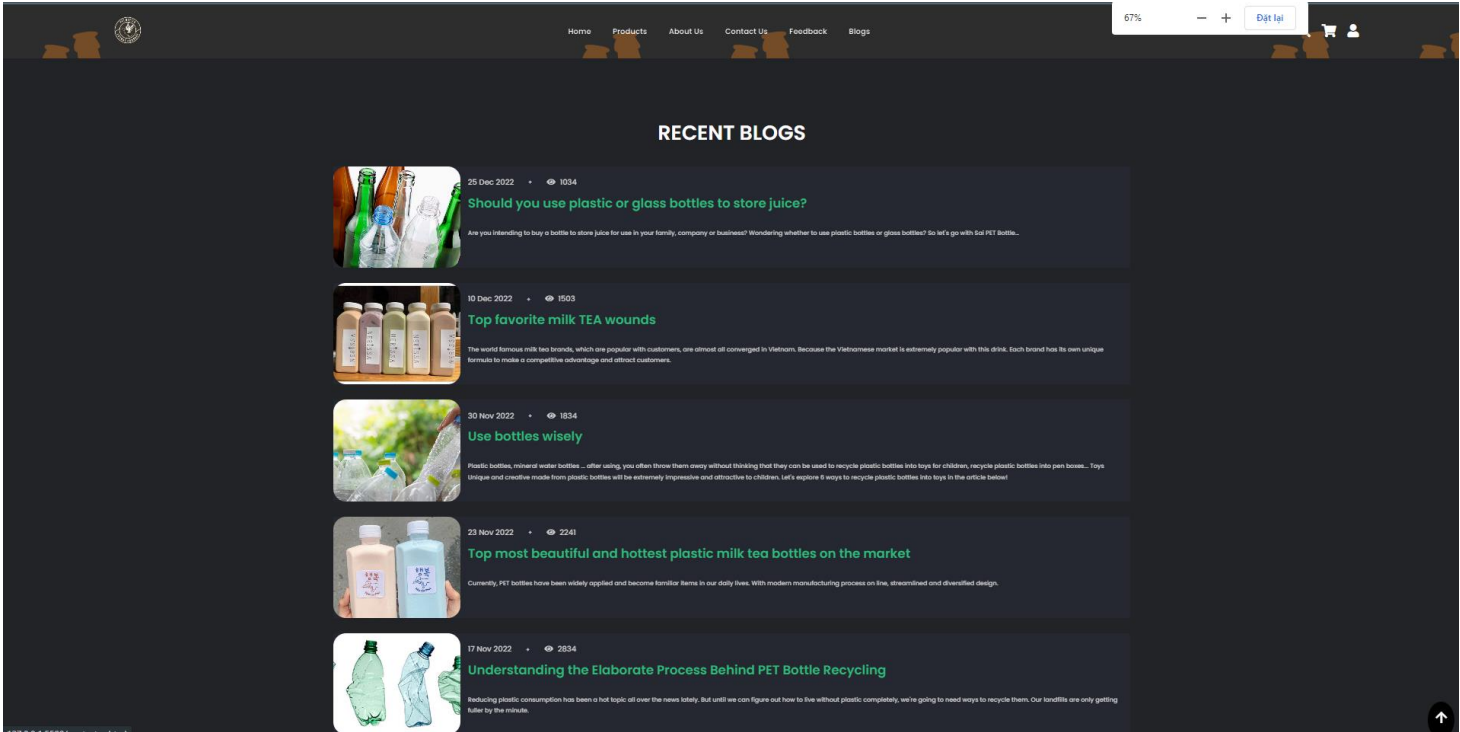 67%
Đặt lại
Home Products About Us Contact Us Feedback Blogs
RECENT BLOGS
25 Dec 2022 • 1034
Should you use plastic or glass bottles to store juice?
Are you intending to buy a bottle to store juice for use in your family, company or business? Wondering whether to use plastic bottles or glass bottles? So let's go with Sai PET Bottle...
10 Dec 2022 • 1503
Top favorite milk TEA wounds
The world famous milk tea brands, which are popular with customers, are almost all converged in Vietnam. Because the Vietnamese market is extremely popular with this drink. Each brand has its own unique
formula to make a competitive advantage and attract customers.
30 Nov 2022 • 1834
Use bottles wisely
Plastic bottles, mineral water bottles ... after using, you often throw them away without thinking that they can be used to recycle plastic bottles into toys for children, recycle plastic bottles into pen boxes... Toys
Unique and creative made from plastic bottles will be extremely impressive and attractive to children. Let's explore 6 ways to recycle plastic bottles into toys in the article below!
23 Nov 2022 • 2241
Top most beautiful and hottest plastic milk tea bottles on the market
Currently, PET bottles have been widely applied and become familiar items in our daily lives. With modern manufacturing process on line, streamlined and diversified design.
17 Nov 2022 • 2834
Understanding the Elaborate Process Behind PET Bottle Recycling
Reducing plastic consumption has been a hot topic all over the news lately. But until we can figure out how to live without plastic completely, we're going to need ways to recycle them. Our landfills are only getting
fuller by the minute.